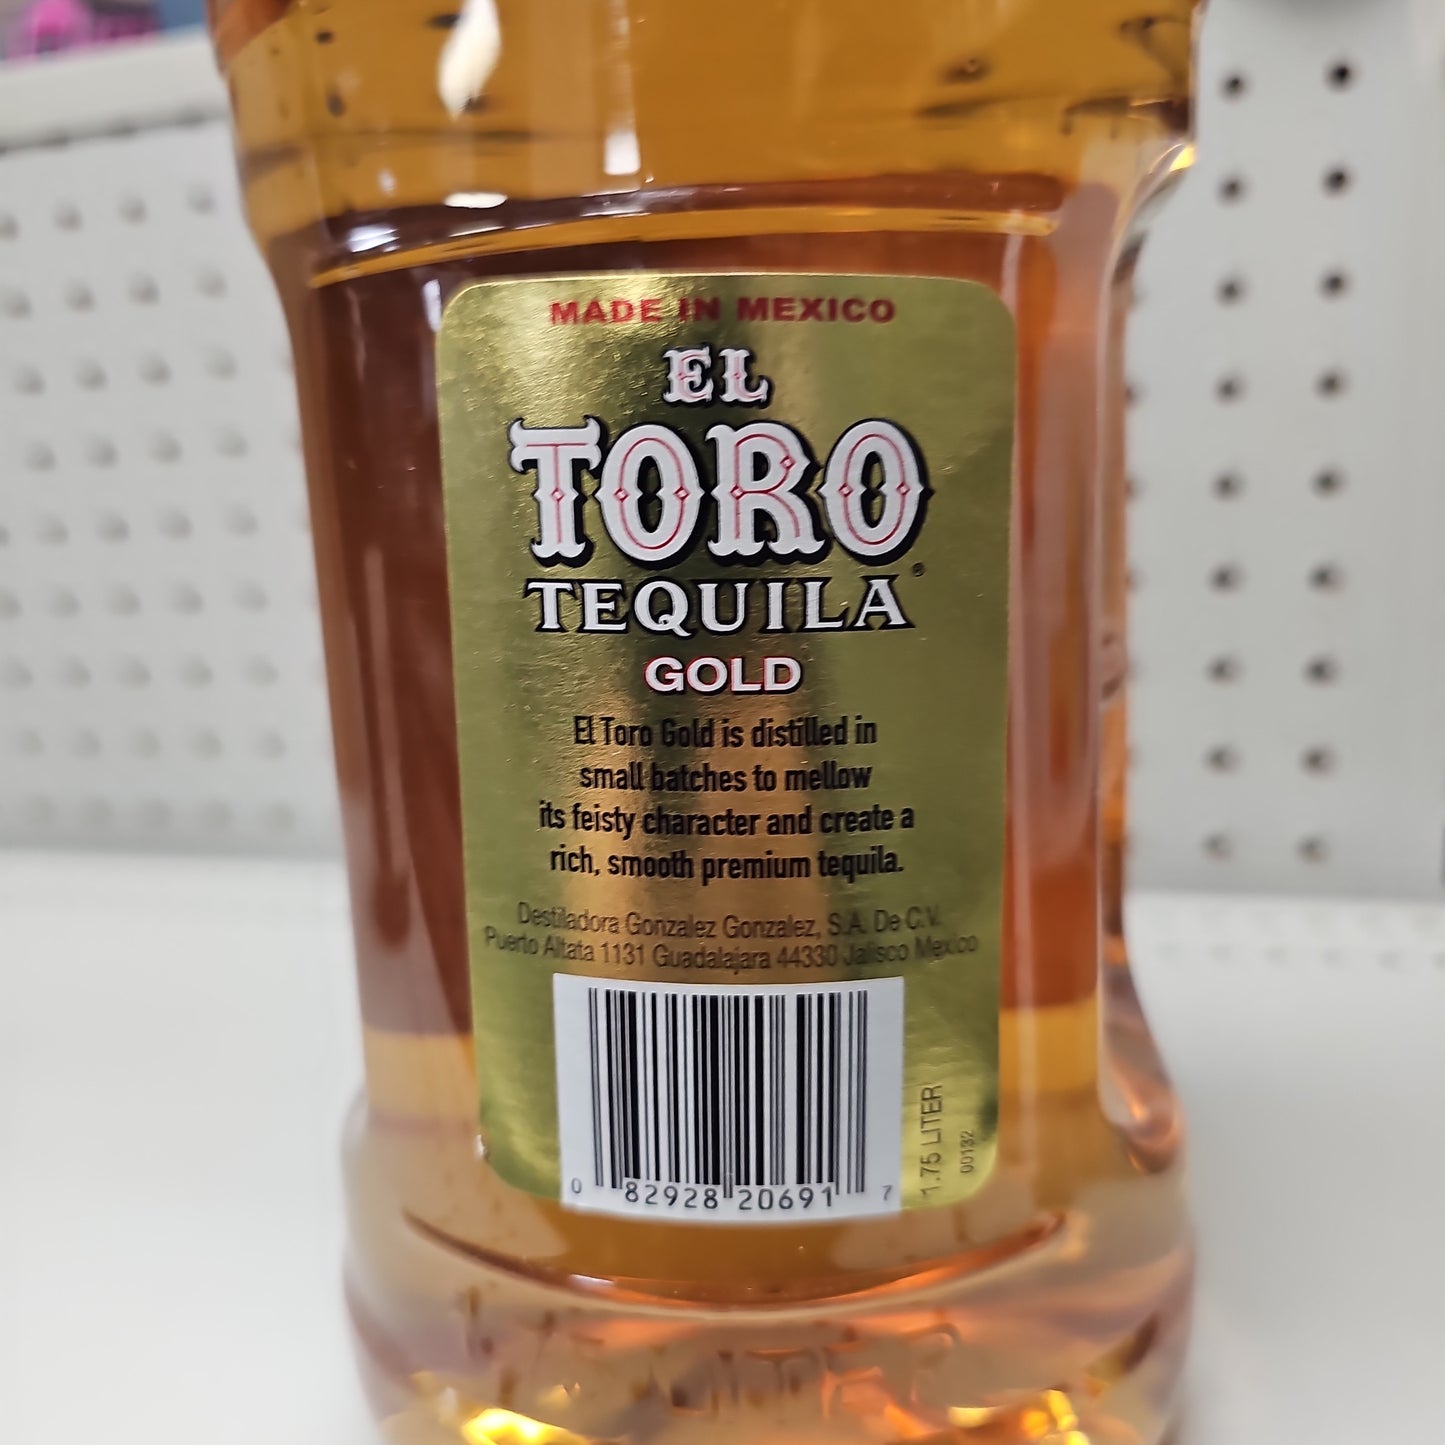 MADE IN MEXICO
EL
TORO
TEQUILA®
GOLD
El Toro Gold is distilled in
small batches to mellow
its feisty character and create a
rich, smooth premium tequila.
Destiladora Gonzalez Gonzalez, S.A. De C.V.
Puerto Altata 1131 Guadalajara 44330 Jalisco Mexico
0 82928 20691 7
1.75 LITER
00132